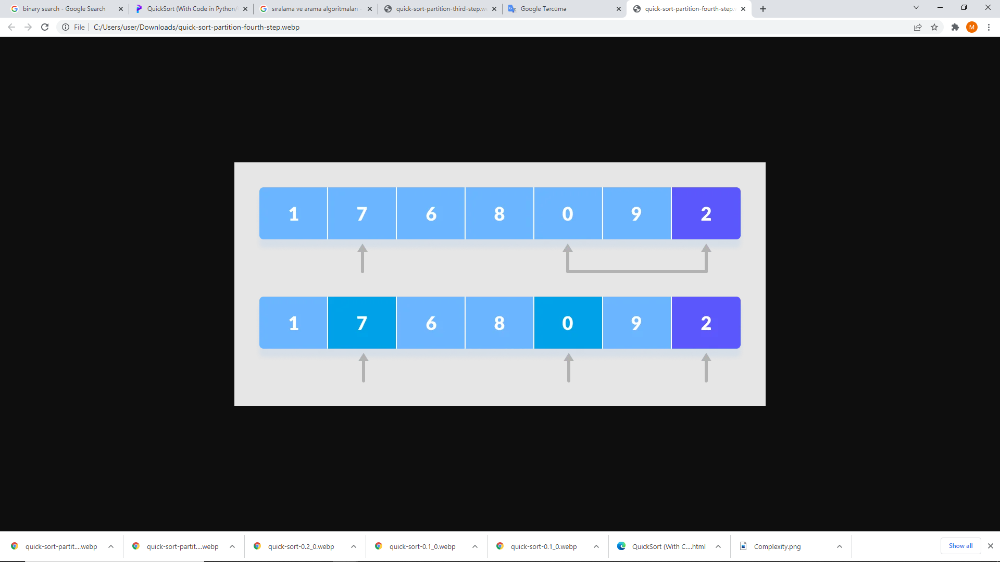 binary search - Google Search
QuickSort (With Code in Python/
sıralama ve arama algoritmaları -
quick-sort-partition-third-step.w
Google Tərcümə
quick-sort-partition-fourth-step.
File
C:/Users/user/Downloads/quick-sort-partition-fourth-step.webp
M
1 7 6 8 0 9 2
1 7 6 8 0 9 2
quick-sort-partit....webp
quick-sort-partit....webp
quick-sort-0.2_0.webp
quick-sort-0.1_0.webp
quick-sort-0.1_0.webp
QuickSort (With C....html
Complexity.png
Show all